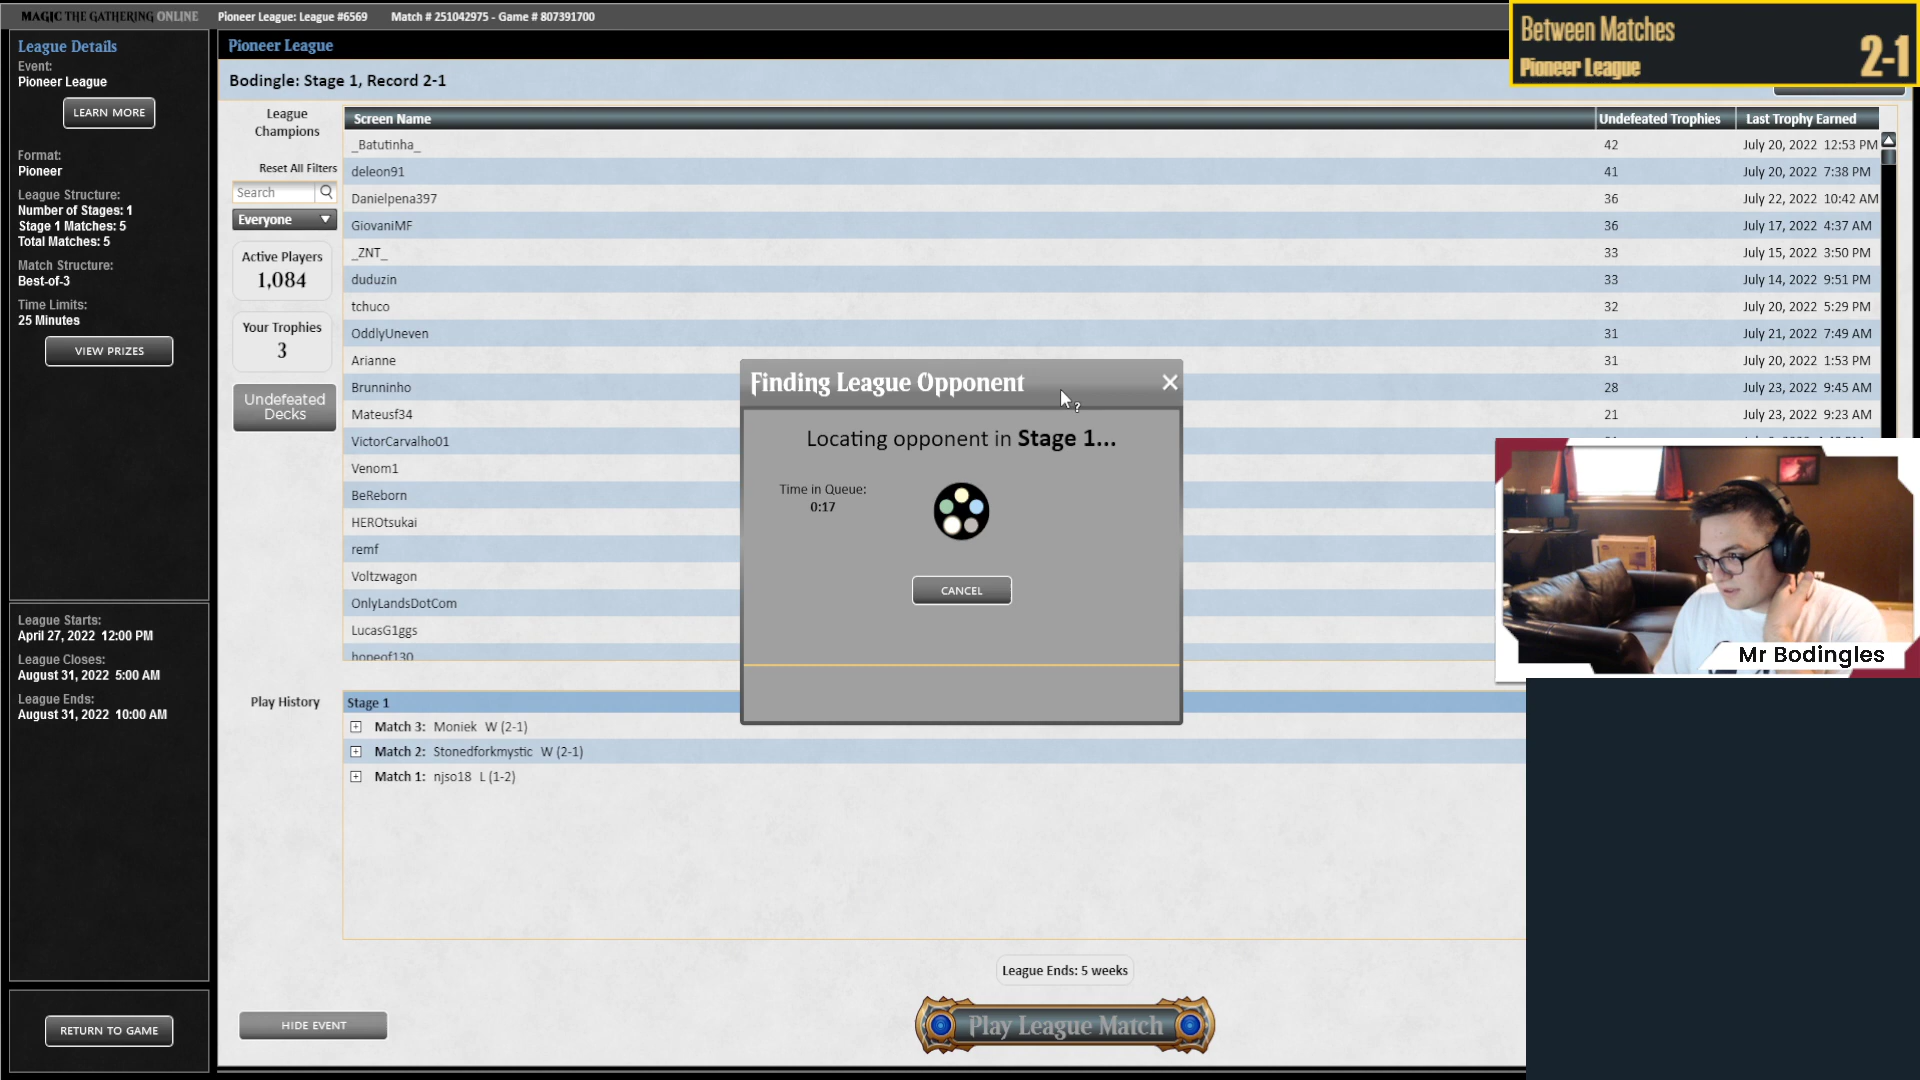 MAGIC THE GATHERING ONLINE
Pioneer League: League #6569
Match # 251042975 - Game # 807391700
Between Matches
Pioneer League
2-1
League Details
Event:
Pioneer League
LEARN MORE
Format:
Pioneer
League Structure:
Number of Stages: 1
Stage 1 Matches: 5
Total Matches: 5
Match Structure:
Best-of-3
Time Limits:
25 Minutes
VIEW PRIZES
League Starts:
April 27, 2022 12:00 PM
League Closes:
August 31, 2022 5:00 AM
League Ends:
August 31, 2022 10:00 AM
RETURN TO GAME
Pioneer League
Bodingle: Stage 1, Record 2-1
League
Champions
Reset All Filters
Search
Everyone
Active Players
1,084
Your Trophies
3
Undefeated
Decks
Screen Name Undefeated Trophies Last Trophy Earned
_Batutinha_ 42 July 20, 2022 12:53 PM
deleon91 41 July 20, 2022 7:38 PM
Danielpena397 36 July 22, 2022 10:42 AM
GiovaniMF 36 July 17, 2022 4:37 AM
_ZNT_ 33 July 15, 2022 3:50 PM
duduzin 33 July 14, 2022 9:51 PM
tchuco 32 July 20, 2022 5:29 PM
OddlyUneven 31 July 21, 2022 7:49 AM
Arianne 31 July 20, 2022 1:53 PM
Brunninho 28 July 23, 2022 9:45 AM
Mateusf34 21 July 23, 2022 9:23 AM
VictorCarvalho01
Venom1
BeReborn
HEROtsukai
remf
Voltzwagon
OnlyLandsDotCom
LucasG1ggs
hopeof130
Finding League Opponent
Locating opponent in Stage 1...
Time in Queue:
0:17
CANCEL
Mr Bodingles
Play History
Stage 1
Match 3: Moniek W (2-1)
Match 2: Stonedforkmystic W (2-1)
Match 1: njso18 L (1-2)
League Ends: 5 weeks
HIDE EVENT
Play League Match